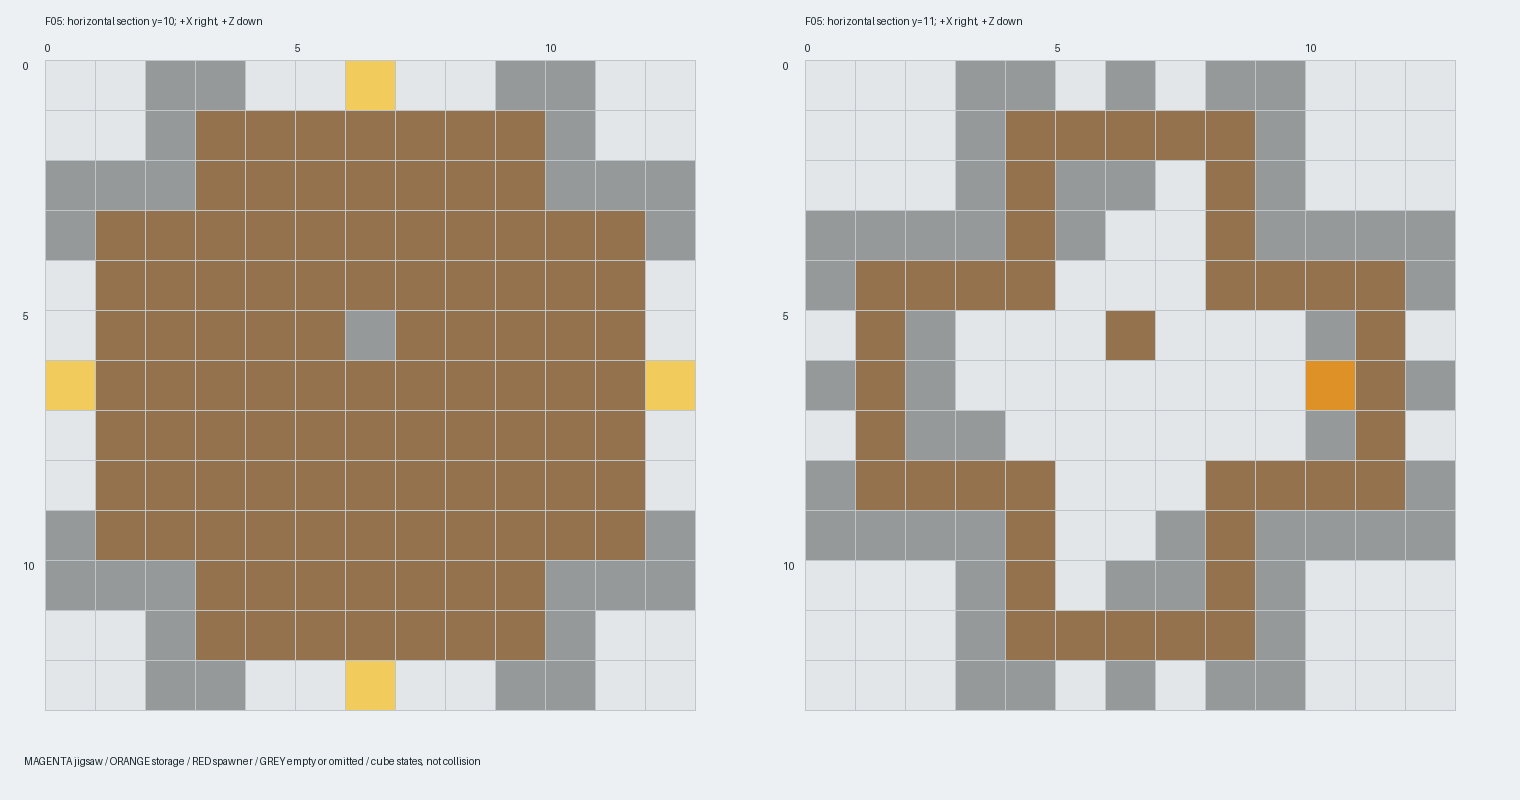 F05: horizontal section y=10; +X right, +Z down
F05: horizontal section y=11; +X right, +Z down
0 5 10
0 5 10
0
0
5
5
10
10
MAGENTA jigsaw / ORANGE storage / RED spawner / GREY empty or omitted / cube states, not collision